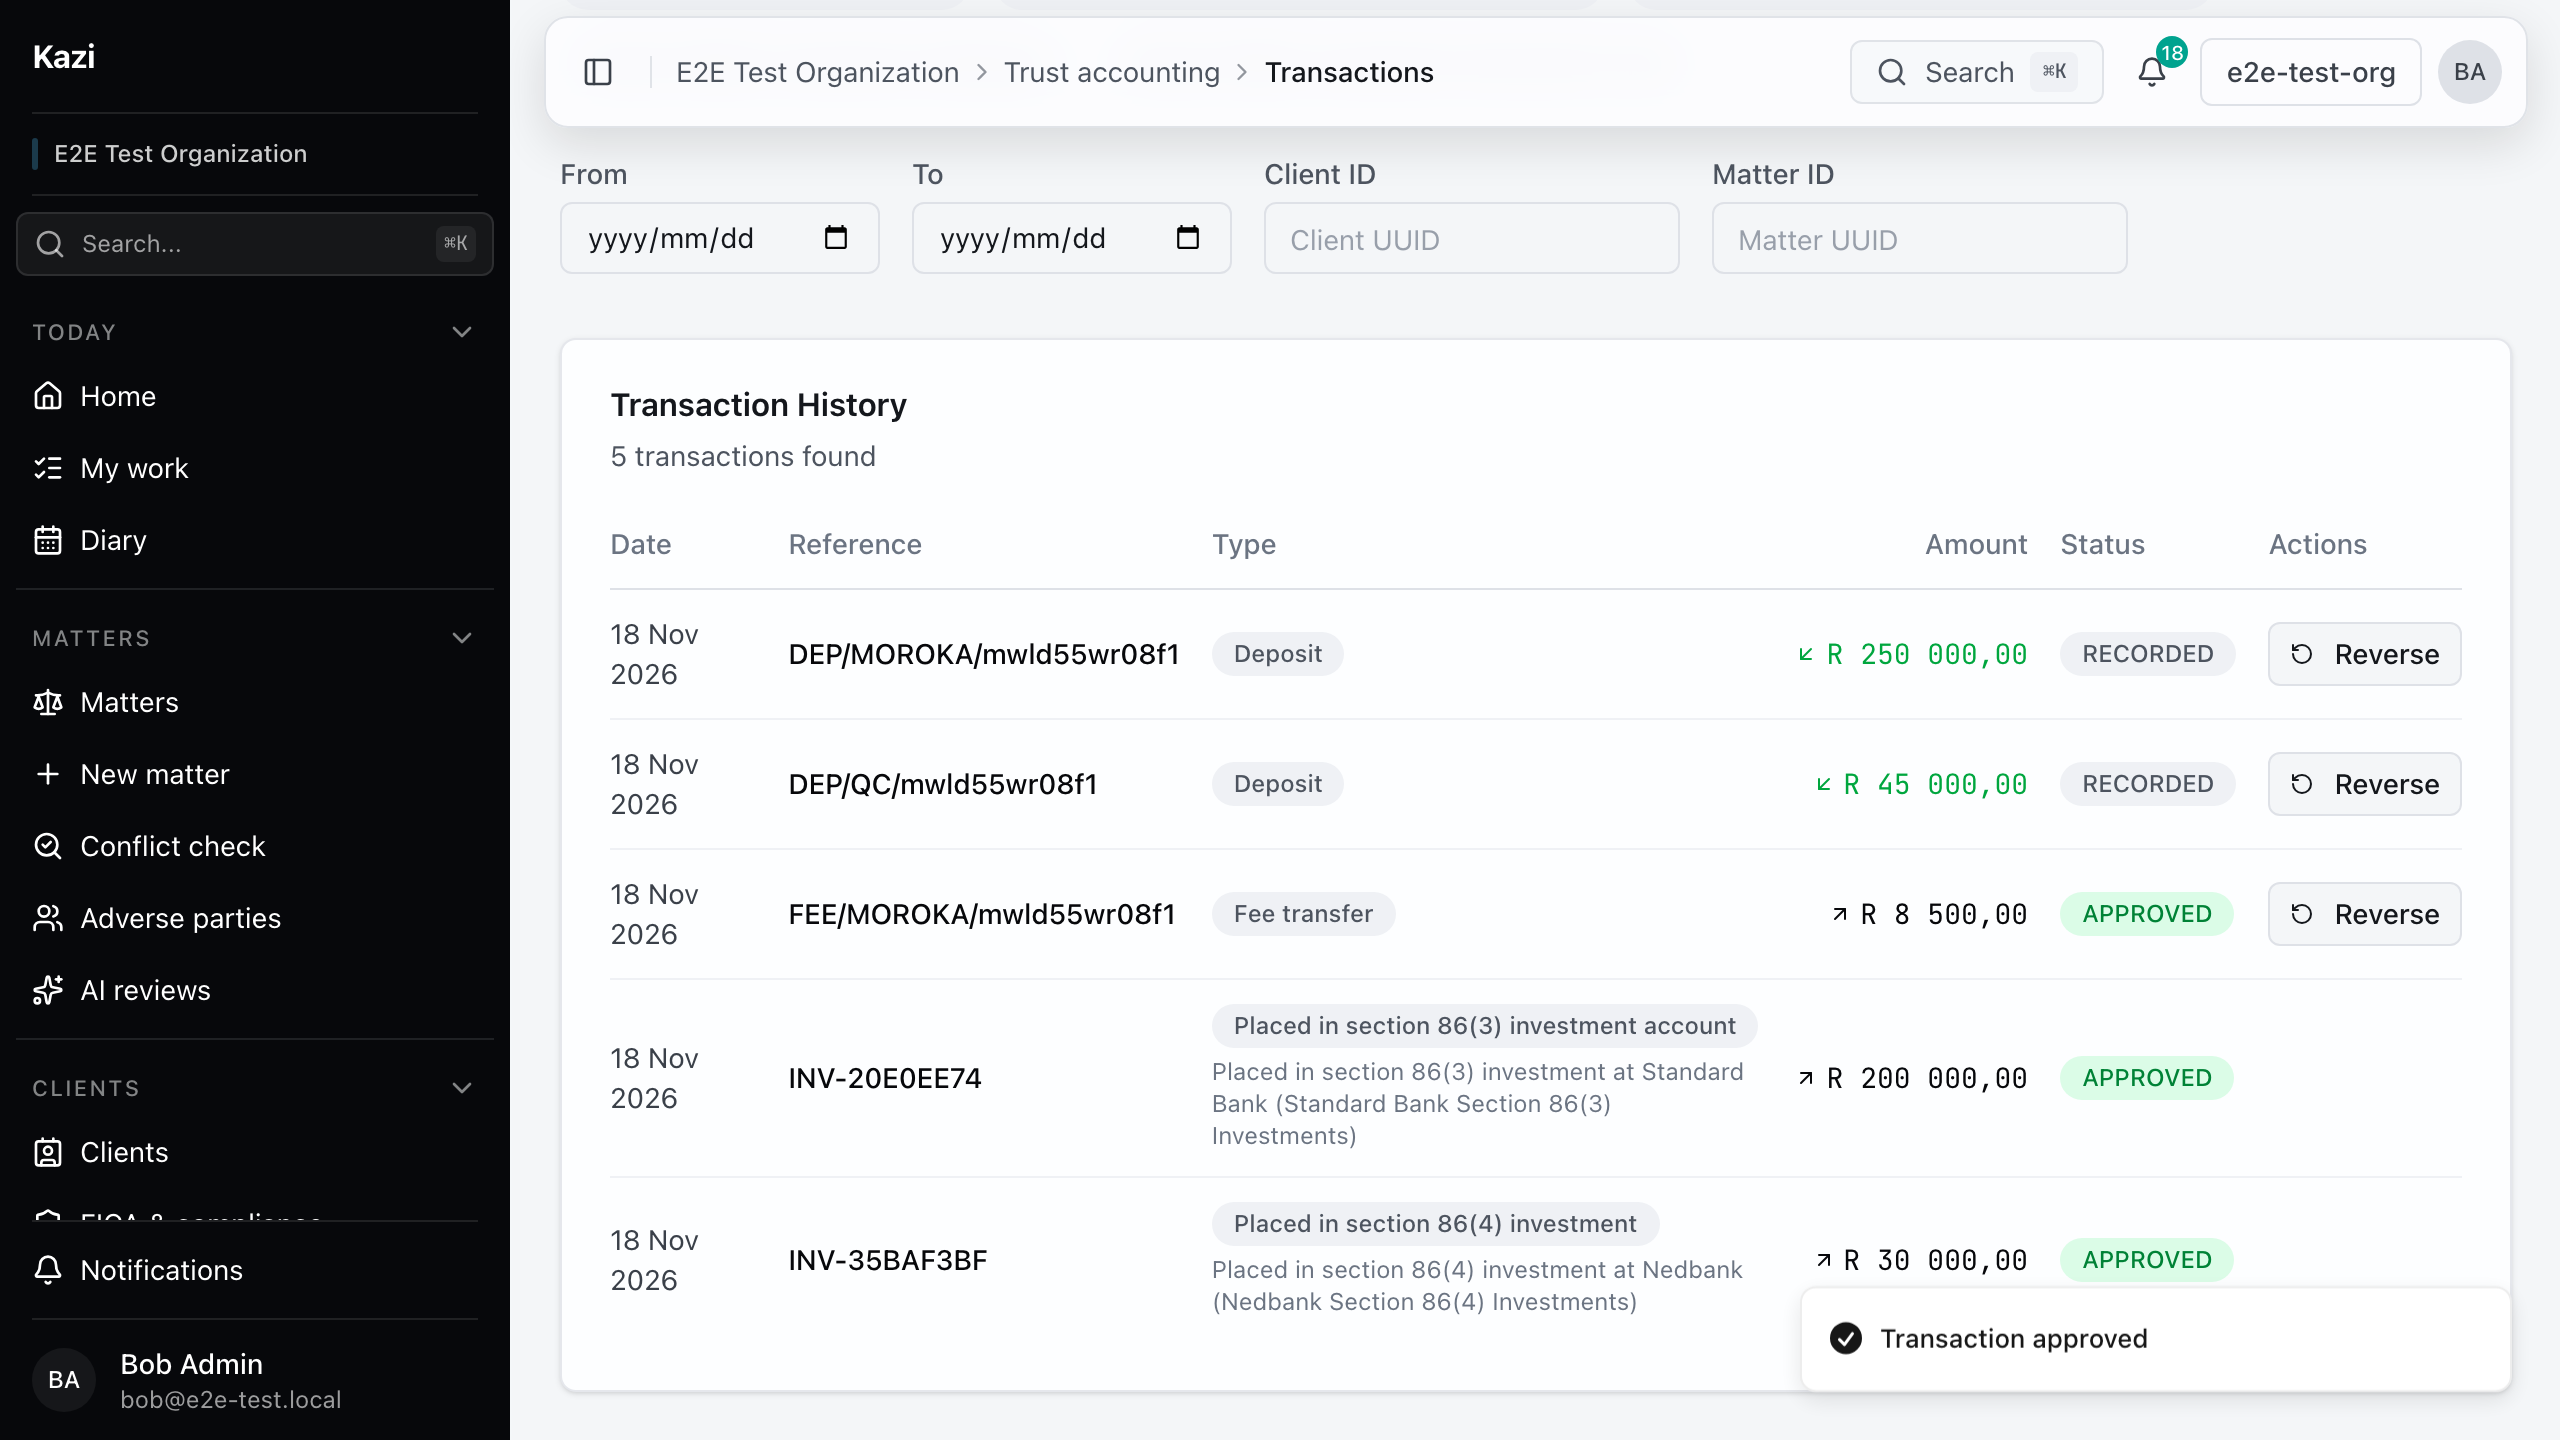 Kazi
E2E Test Organization
Search...
⌘K
TODAY
Home
My work
Diary
MATTERS
Matters
New matter
Conflict check
Adverse parties
AI reviews
CLIENTS
Clients
FICA & compliance
Notifications
BA
Bob Admin
bob@e2e-test.local
E2E Test Organization > Trust accounting > Transactions
Search ⌘K
18
e2e-test-org
BA
From
To
Client ID
Matter ID
yyyy/mm/dd
yyyy/mm/dd
Client UUID
Matter UUID
Transaction History
5 transactions found
Date Reference Type Amount Status Actions
18 Nov
2026
DEP/MOROKA/mwld55wr08f1
Deposit
R 250 000,00
RECORDED
Reverse
18 Nov
2026
DEP/QC/mwld55wr08f1
Deposit
R 45 000,00
RECORDED
Reverse
18 Nov
2026
FEE/MOROKA/mwld55wr08f1
Fee transfer
R 8 500,00
APPROVED
Reverse
18 Nov
2026
INV-20E0EE74
Placed in section 86(3) investment account
Placed in section 86(3) investment at Standard
Bank (Standard Bank Section 86(3)
Investments)
R 200 000,00
APPROVED
18 Nov
2026
INV-35BAF3BF
Placed in section 86(4) investment
Placed in section 86(4) investment at Nedbank
(Nedbank Section 86(4) Investments)
R 30 000,00
APPROVED
Transaction approved